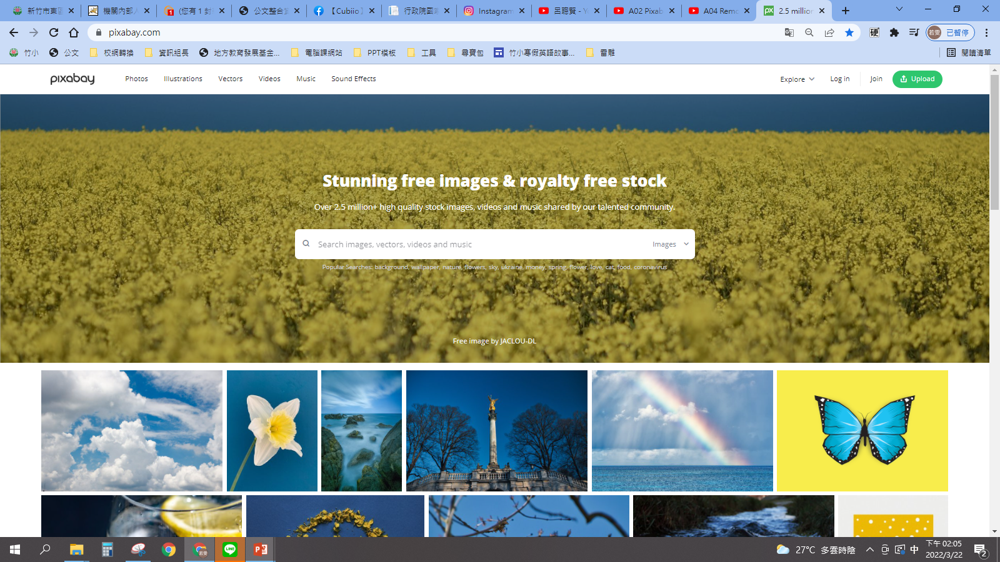 新竹市東區
機關內部人
(您有 1 封
公文整合資
【Cubiio】
行政院國
Instagram
呂聰賢 - Yo
A02 Pixab
A04 Remo
2.5 million
pixabay.com
若雯 已暫停
竹小
公文
校網轉換
資訊組長
地方教育發展基金...
電腦課網站
PPT模板
工具
尋寶包
竹小寒假英語故事...
雷雕
閱讀清單
pixabay
Photos
Illustrations
Vectors
Videos
Music
Sound Effects
Explore
Log in
Join
Upload
Stunning free images & royalty free stock
Over 2.5 million+ high quality stock images, videos and music shared by our talented community.
Search images, vectors, videos and music
Images
Popular Searches: background, wallpaper, nature, flowers, sky, ukraine, money, spring, flower, love, cat, food, coronavirus
Free image by JACLOU-DL
27°C 多雲時陰
中
下午 02:05
2022/3/22
2